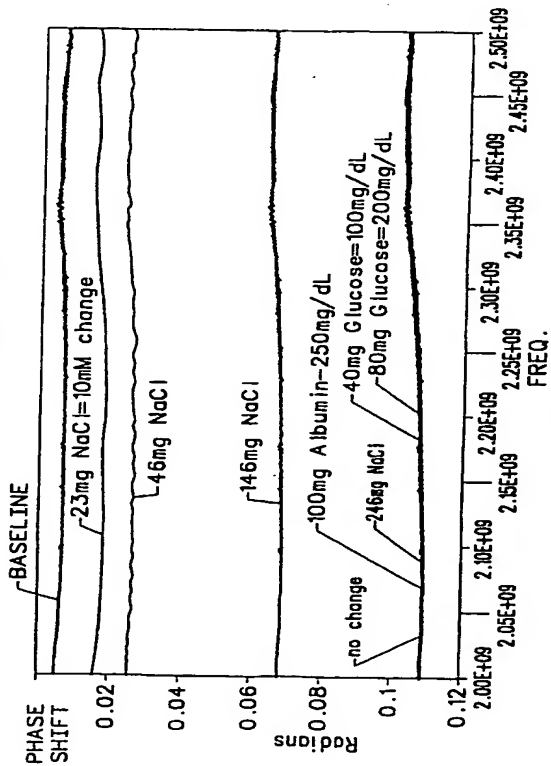 PHASE
SHIFT
BASELINE
23mg NaCl=10mM change
46mg NaCl
146mg NaCl
100mg Albumin-250mg/dL
40mg Glucose=100mg/dL
80mg Glucose=200mg/dL
246mg NaCl
no change
0.02
0.04
0.06
0.08
0.1
0.12
Radians
2.00E+09
2.05E+09
2.10E+09
2.15E+09
2.20E+09
2.25E+09
2.30E+09
2.35E+09
2.40E+09
2.45E+09
2.50E+09
FREQ.